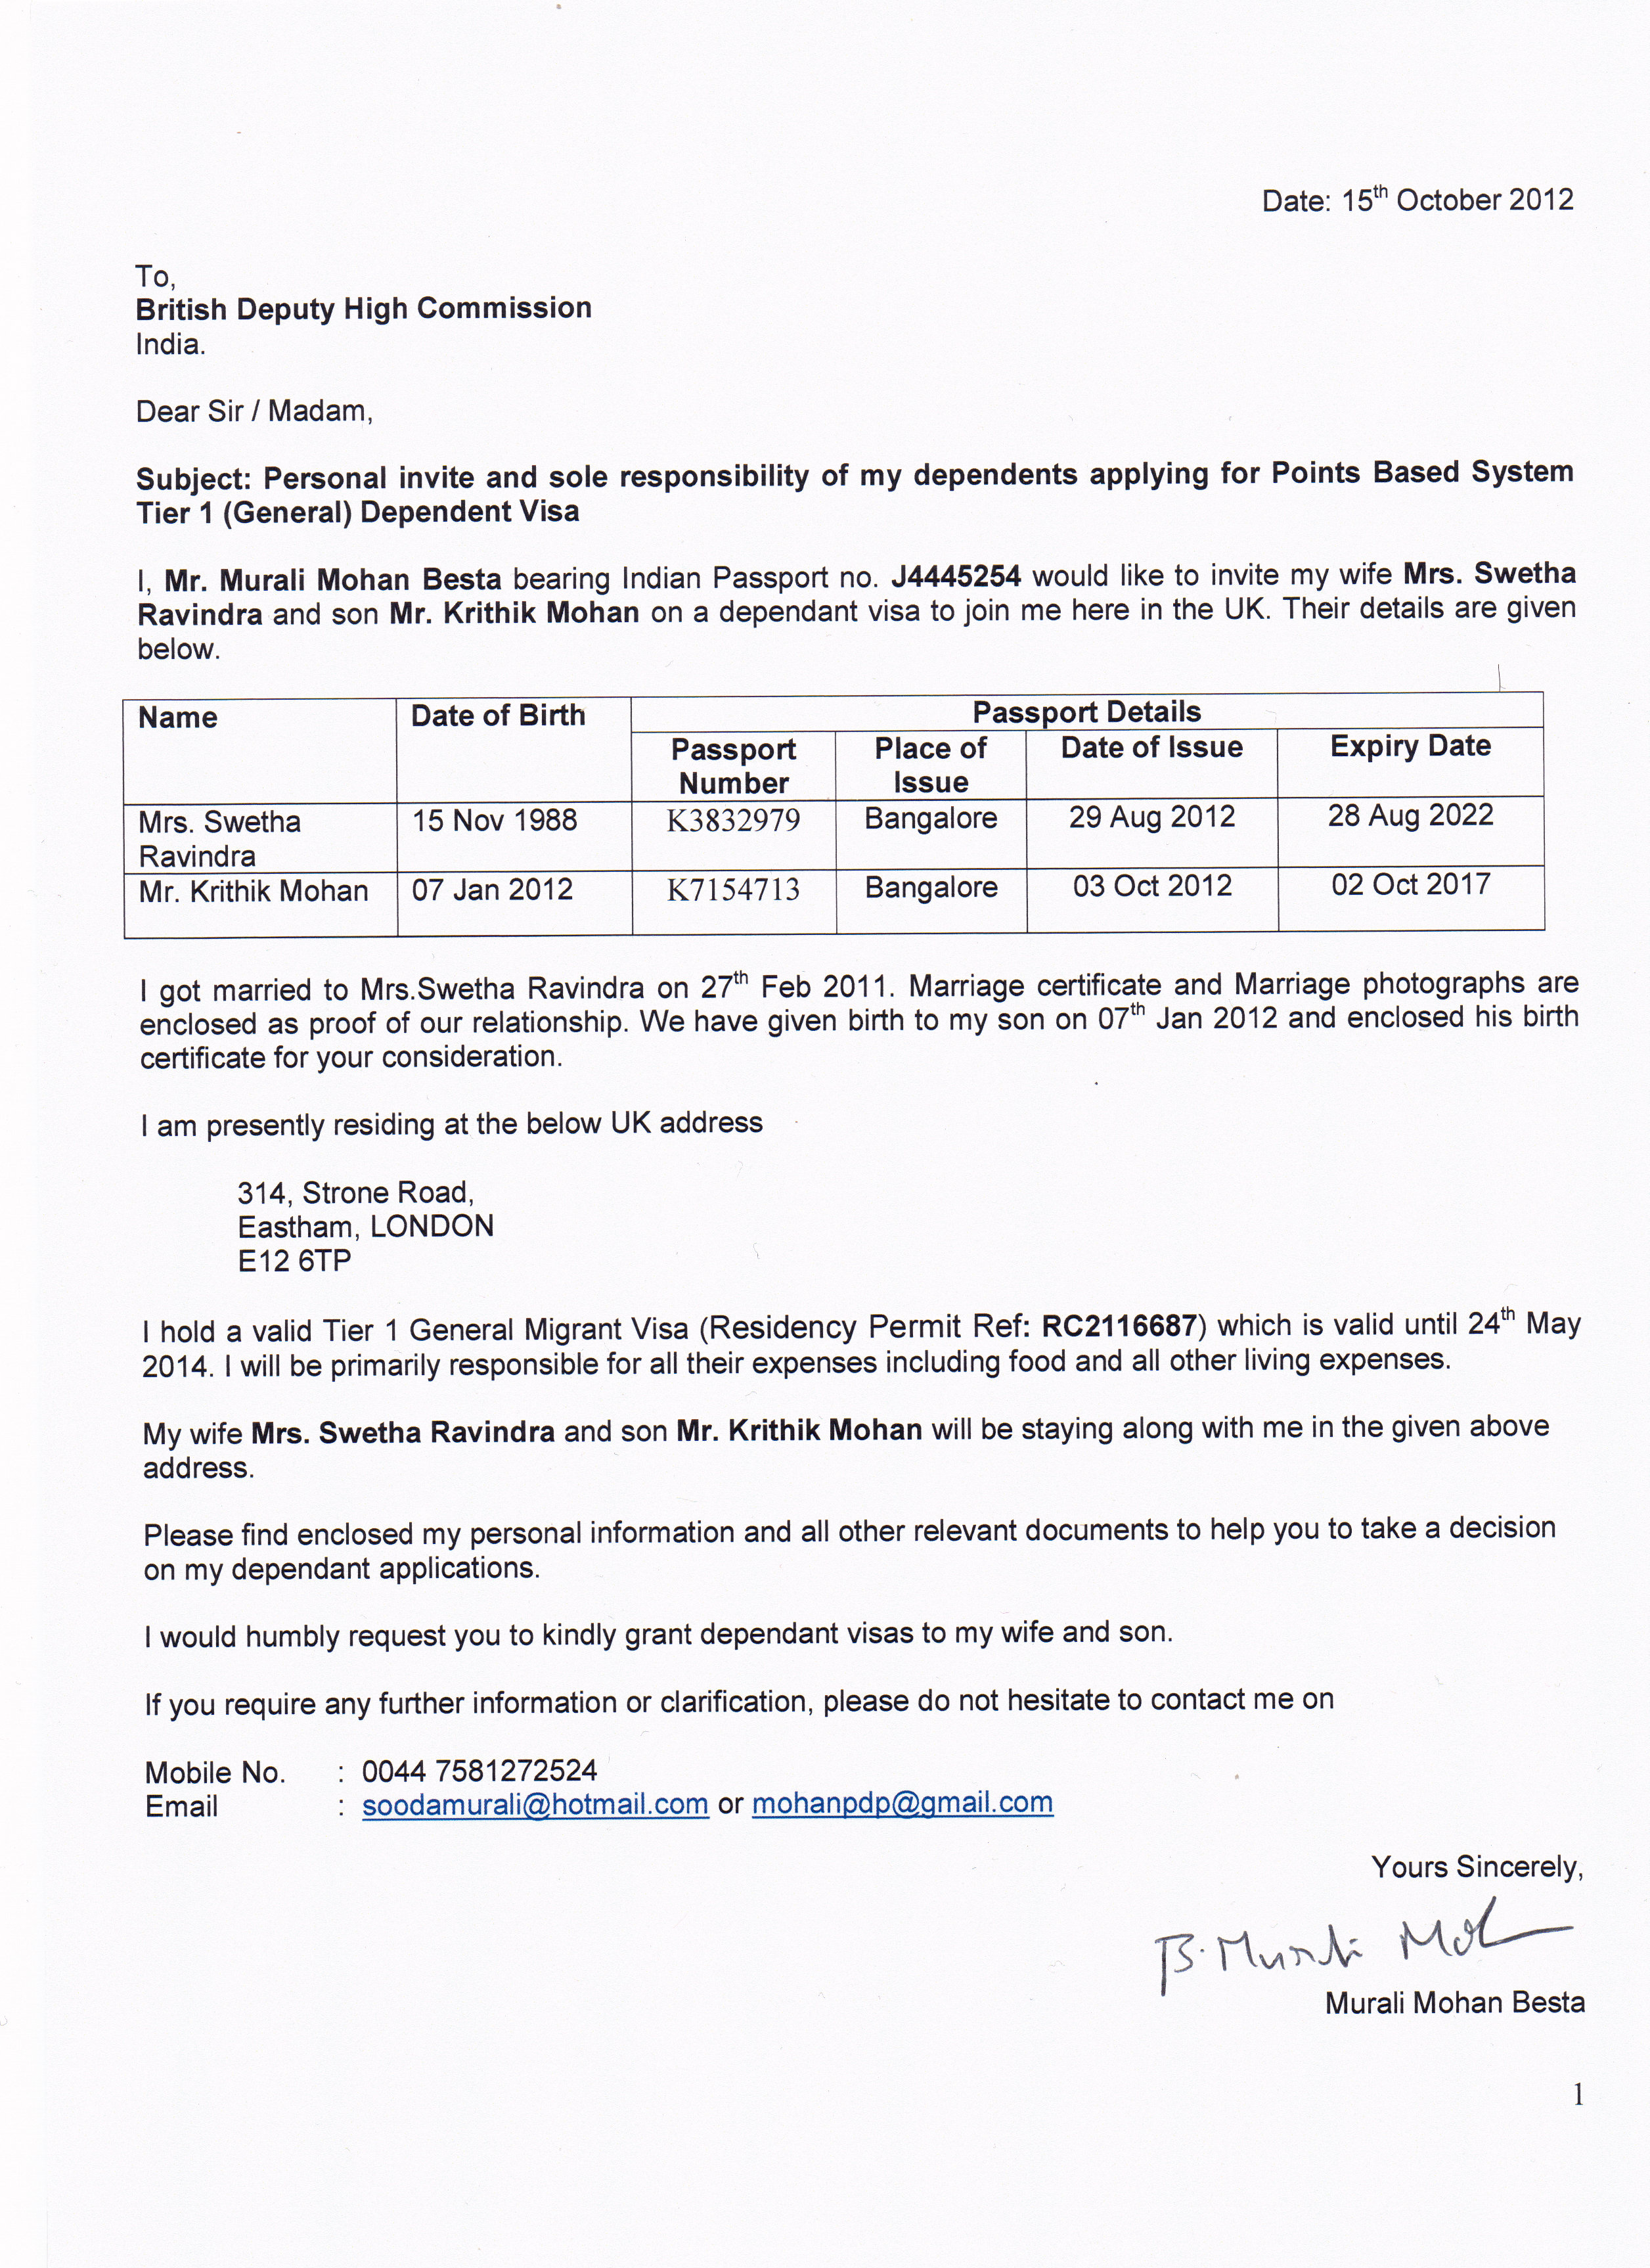 Date: 15th October 2012
To,
British Deputy High Commission
India.
Dear Sir / Madam,
Subject: Personal invite and sole responsibility of my dependents applying for Points Based System
Tier 1 (General) Dependent Visa
I, Mr. Murali Mohan Besta bearing Indian Passport no. J4445254 would like to invite my wife Mrs. Swetha
Ravindra and son Mr. Krithik Mohan on a dependant visa to join me here in the UK. Their details are given
below.
Name Date of Birth Passport Details
Passport Number Place of Issue Date of Issue Expiry Date
Mrs. Swetha Ravindra 15 Nov 1988 K3832979 Bangalore 29 Aug 2012 28 Aug 2022
Mr. Krithik Mohan 07 Jan 2012 K7154713 Bangalore 03 Oct 2012 02 Oct 2017
I got married to Mrs.Swetha Ravindra on 27th Feb 2011. Marriage certificate and Marriage photographs are
enclosed as proof of our relationship. We have given birth to my son on 07th Jan 2012 and enclosed his birth
certificate for your consideration.
I am presently residing at the below UK address
314, Strone Road,
Eastham, LONDON
E12 6TP
I hold a valid Tier 1 General Migrant Visa (Residency Permit Ref: RC2116687) which is valid until 24th May
2014. I will be primarily responsible for all their expenses including food and all other living expenses.
My wife Mrs. Swetha Ravindra and son Mr. Krithik Mohan will be staying along with me in the given above
address.
Please find enclosed my personal information and all other relevant documents to help you to take a decision
on my dependant applications.
I would humbly request you to kindly grant dependant visas to my wife and son.
If you require any further information or clarification, please do not hesitate to contact me on
Mobile No. : 0044 7581272524
Email : soodamurali@hotmail.com or mohanpdp@gmail.com
Yours Sincerely,
B. Murali Moh
Murali Mohan Besta
1